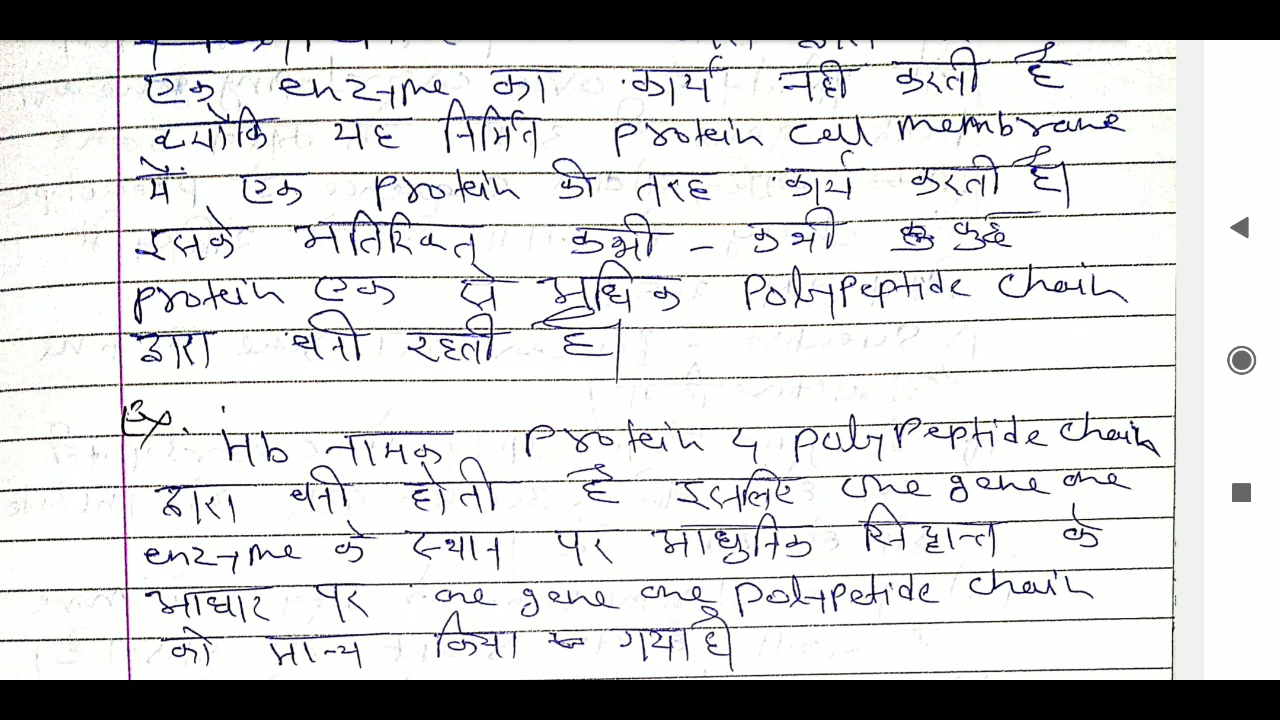 एक enzyme का कार्य नही करती है
क्योंकि यह निर्मित protein cell membrane
में एक protein की तरह कार्य करती है।
इसके अतिरिक्त कभी - कभी कुछ
protein एक से अधिक polypeptide chain
द्वारा बनी रहती है।
Ex. Hb नामक protein 4 polypeptide chain
द्वारा बनी होती है इसलिए one gene one
enzyme के स्थान पर आधुनिक सिद्धान्त के
आधार पर one gene one polypetide chain
को मान्य किया गया है